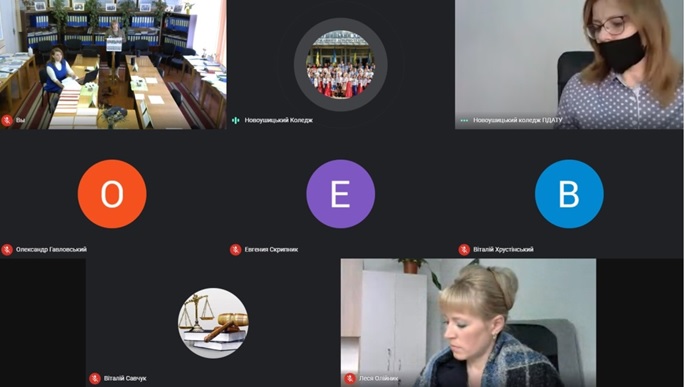 Вы
Новоушицький Коледж
Новоушицький коледж ПДАТУ
О
Е
В
Олександр Гавловський
Евгения Скрипник
Віталій Хрустінський
Віталій Савчук
Леся Олійник